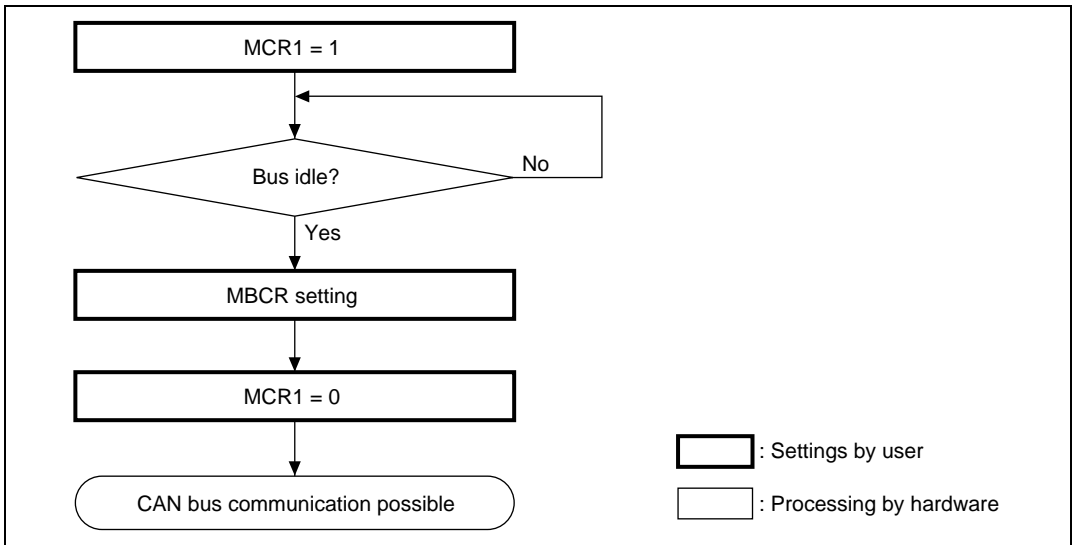 MCR1 = 1
Bus idle?
No
Yes
MBCR setting
MCR1 = 0
CAN bus communication possible
: Settings by user
: Processing by hardware